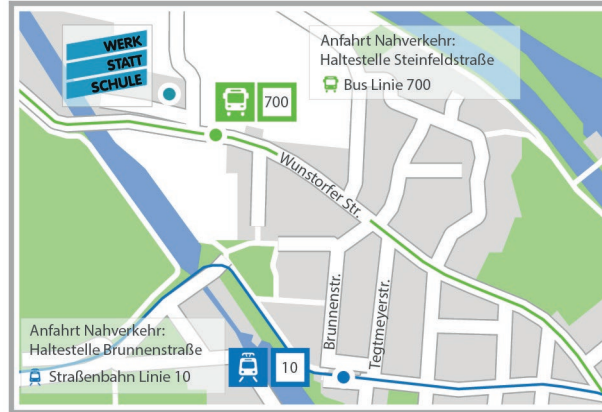 WERK
STATT
SCHULE
Anfahrt Nahverkehr:
Haltestelle Steinfeldstraße
Bus Linie 700
700
Wunstorfer Str.
Brunnenstr.
Tegtmeyerstr.
Anfahrt Nahverkehr:
Haltestelle Brunnenstraße
Straßenbahn Linie 10
10